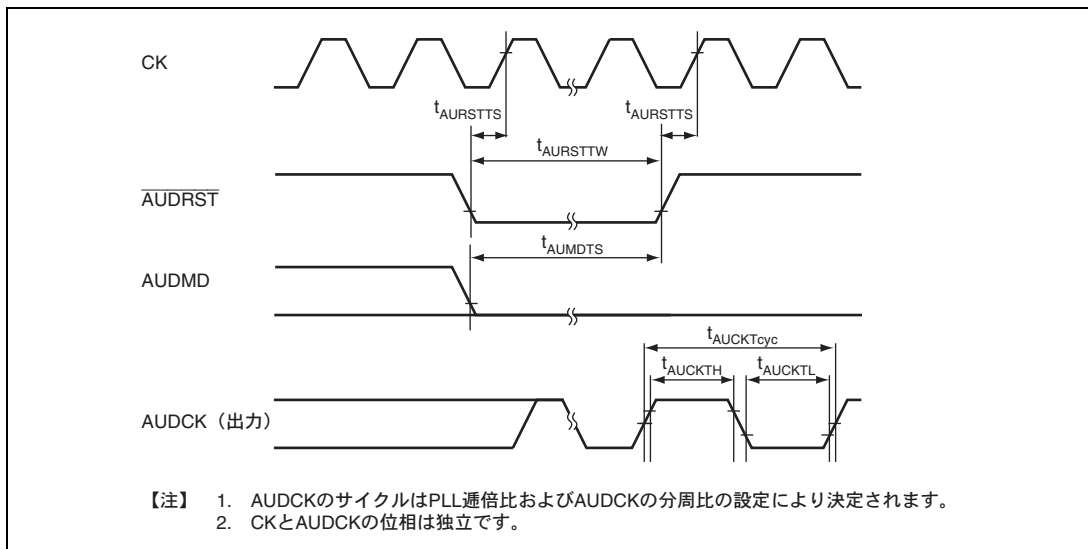 CK
tAURSTTS tAURSTTS
tAURSTTW
AUDRST
tAUMDTS
AUDMD
tAUCKTcyc
tAUCKTH tAUCKTL
AUDCK（出力）
【注】 1. AUDCKのサイクルはPLL逓倍比およびAUDCKの分周比の設定により決定されます。
2. CKとAUDCKの位相は独立です。